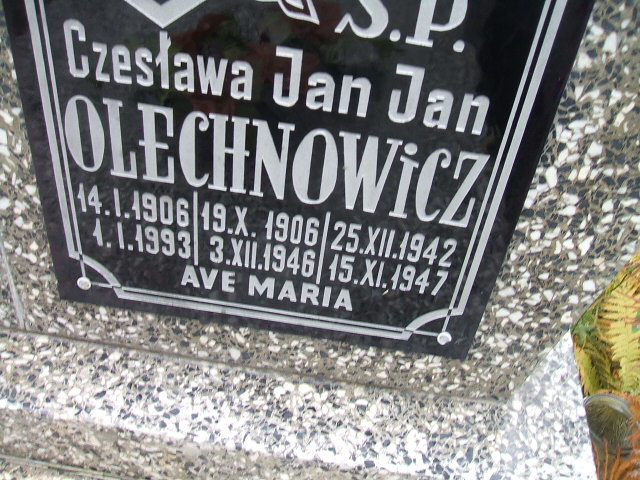 Ś.P.
Czesława Jan Jan
OLECHNOWiCZ
14.I.1906 19.X.1906 25.XII.1942
1.I.1993 3.XII.1946 15.XI.1947
AVE MARIA